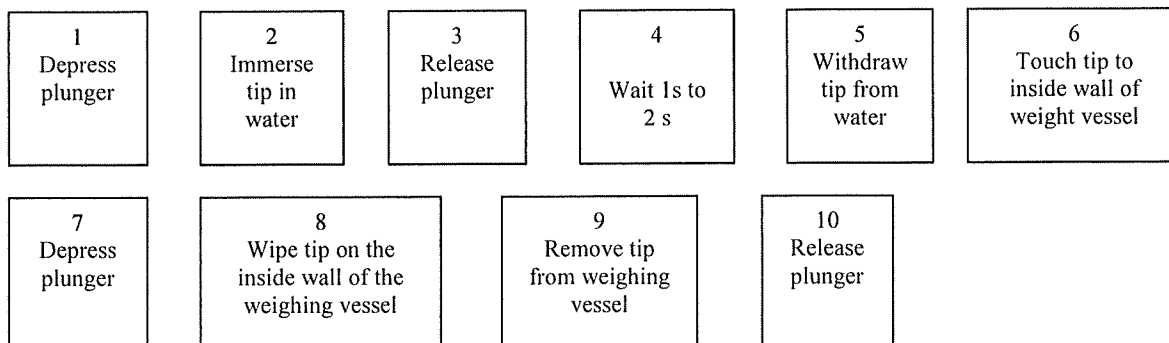 1
Depress
plunger
2
Immerse
tip in
water
3
Release
plunger
4
Wait 1s to
2 s
5
Withdraw
tip from
water
6
Touch tip to
inside wall of
weight vessel
7
Depress
plunger
8
Wipe tip on the
inside wall of the
weighing vessel
9
Remove tip
from weighing
vessel
10
Release
plunger